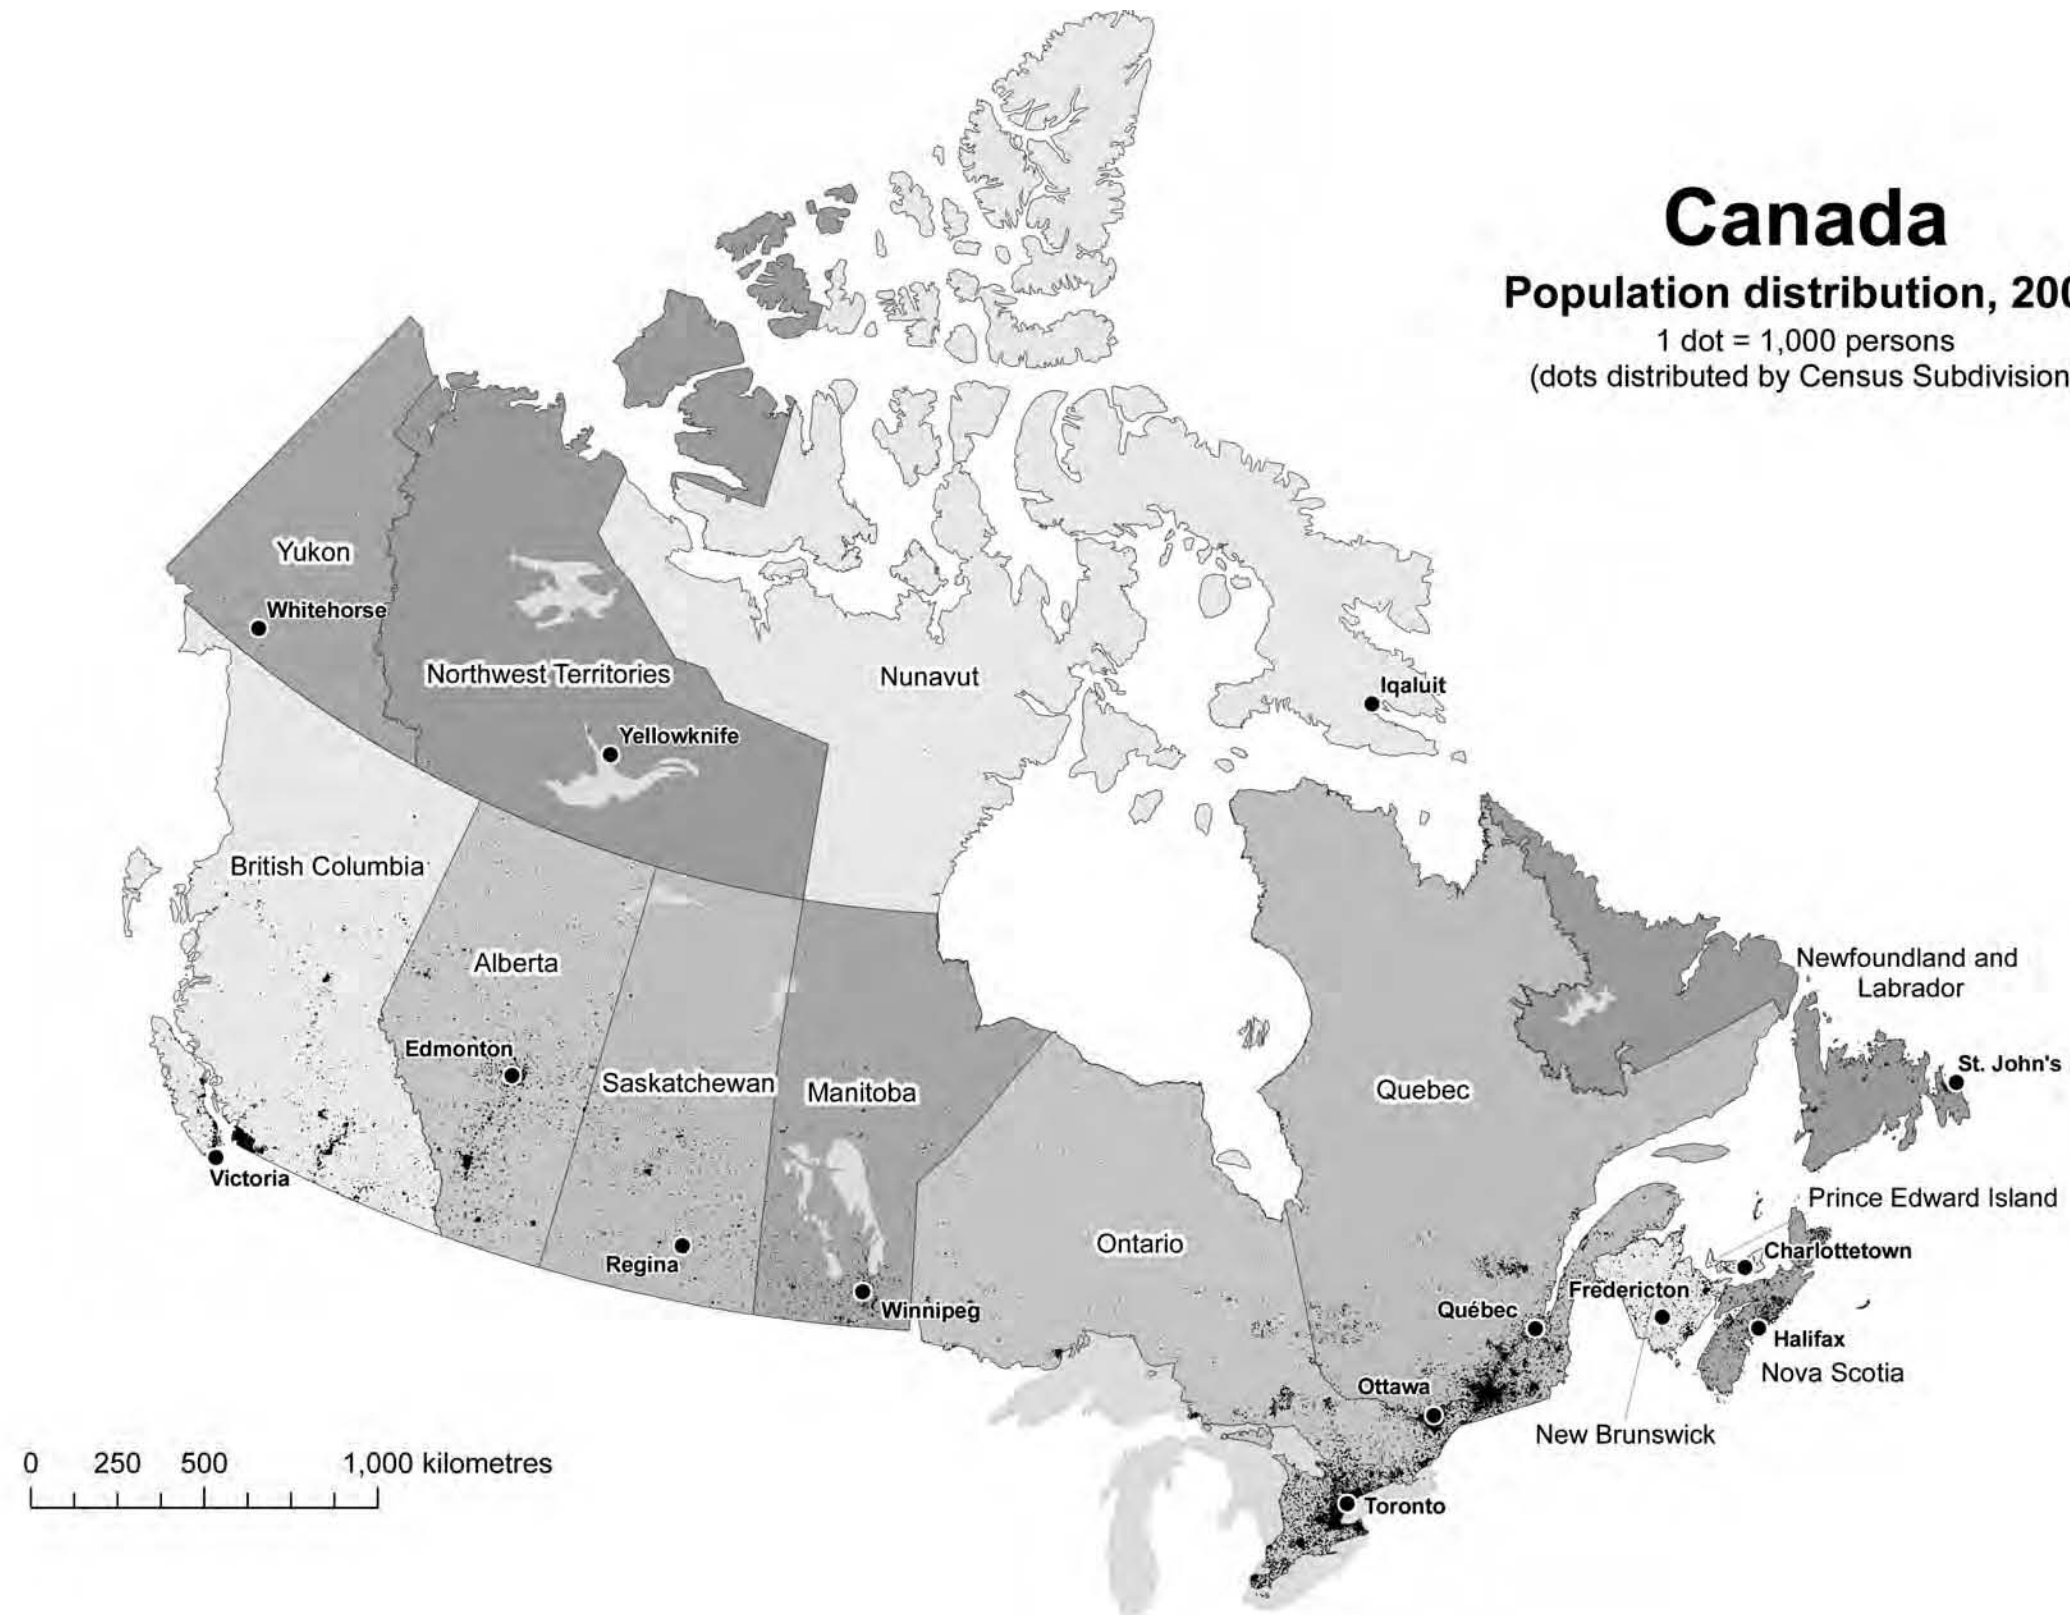 Canada
Population distribution, 200
1 dot = 1,000 persons
(dots distributed by Census Subdivision
Yukon
Whitehorse
Northwest Territories
Yellowknife
Nunavut
Iqaluit
British Columbia
Alberta
Edmonton
Saskatchewan
Manitoba
Victoria
Regina
Winnipeg
Ontario
Quebec
Newfoundland and
Labrador
St. John's
Prince Edward Island
Charlottetown
Fredericton
Québec
Halifax
Nova Scotia
Ottawa
New Brunswick
Toronto
0 250 500 1,000 kilometres